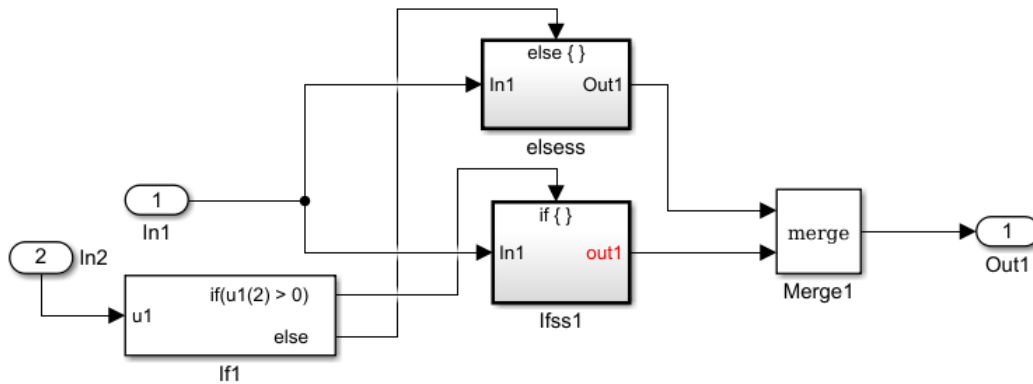 else { }
In1
Out1
elsess
1
In1
if { }
In1
out1
Ifss1
merge
Merge1
1
Out1
2
In2
u1
if(u1(2) > 0)
else
If1